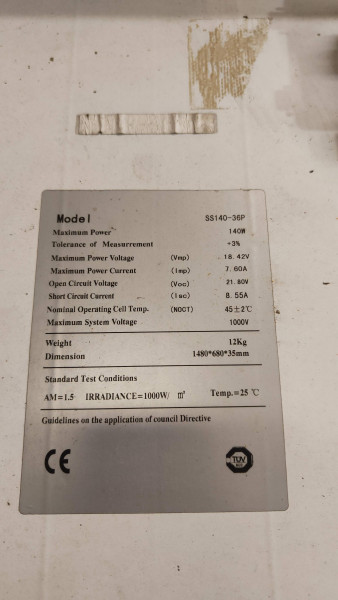 Model SS140-36P
Maximum Power 140W
Tolerance of Measurrement ±3%
Maximum Power Voltage (Vmp) 18.42V
Maximum Power Current (Imp) 7.60A
Open Circuit Voltage (Voc) 21.80V
Short Circuit Current (Isc) 8.55A
Nominal Operating Cell Temp. (NOCT) 45±2℃
Maximum System Voltage 1000V
Weight 12Kg
Dimension 1480*680*35mm
Standard Test Conditions
AM=1.5 IRRADIANCE=1000W/ ㎡ Temp.=25 ℃
Guidelines on the application of council Directive
CE TÜV